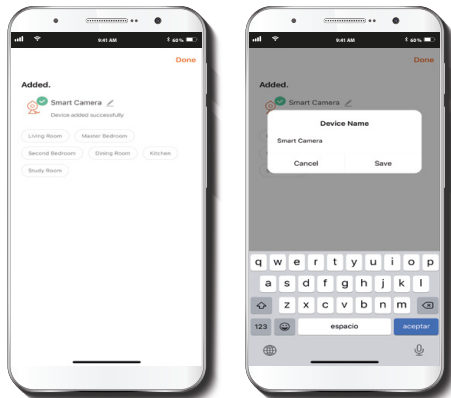 9:41 AM
60%
Done
Added.
Smart Camera
Device added successfully
Living Room
Master Bedroom
Second Bedroom
Dining Room
Kitchen
Study Room
9:41 AM
60%
Done
Added.
Smart Camera
Device Name
Smart Camera
Cancel
Save
q w e r t y u i o p
a s d f g h j k l
z x c v b n m
123
espacio
aceptar